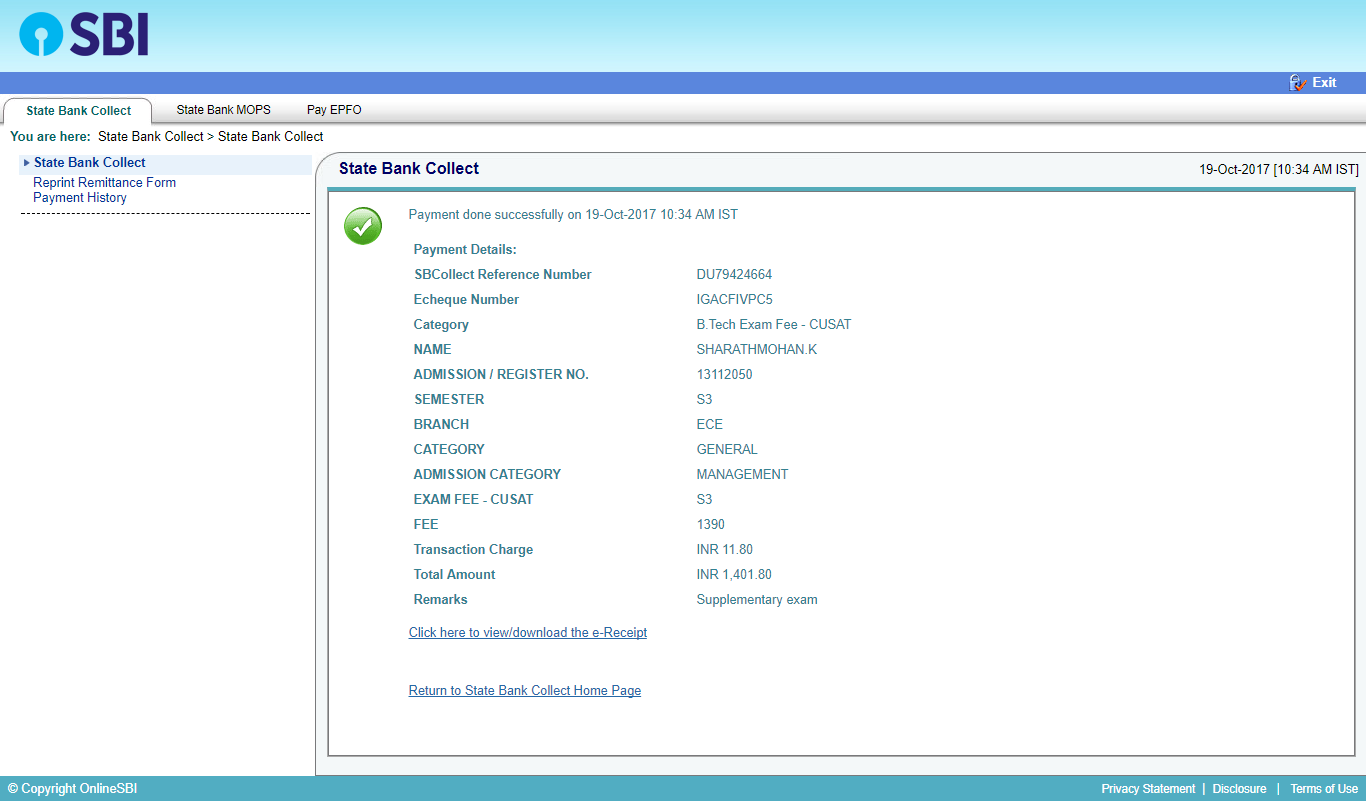 SBI
Exit
State Bank Collect State Bank MOPS Pay EPFO
You are here: State Bank Collect > State Bank Collect
State Bank Collect
Reprint Remittance Form
Payment History
State Bank Collect 19-Oct-2017 [10:34 AM IST]
Payment done successfully on 19-Oct-2017 10:34 AM IST
Payment Details:
SBCollect Reference Number DU79424664
Echeque Number IGACFIVPC5
Category B.Tech Exam Fee - CUSAT
NAME SHARATHMOHAN.K
ADMISSION / REGISTER NO. 13112050
SEMESTER S3
BRANCH ECE
CATEGORY GENERAL
ADMISSION CATEGORY MANAGEMENT
EXAM FEE - CUSAT S3
FEE 1390
Transaction Charge INR 11.80
Total Amount INR 1,401.80
Remarks Supplementary exam
Click here to view/download the e-Receipt
Return to State Bank Collect Home Page
© Copyright OnlineSBI Privacy Statement | Disclosure | Terms of Use